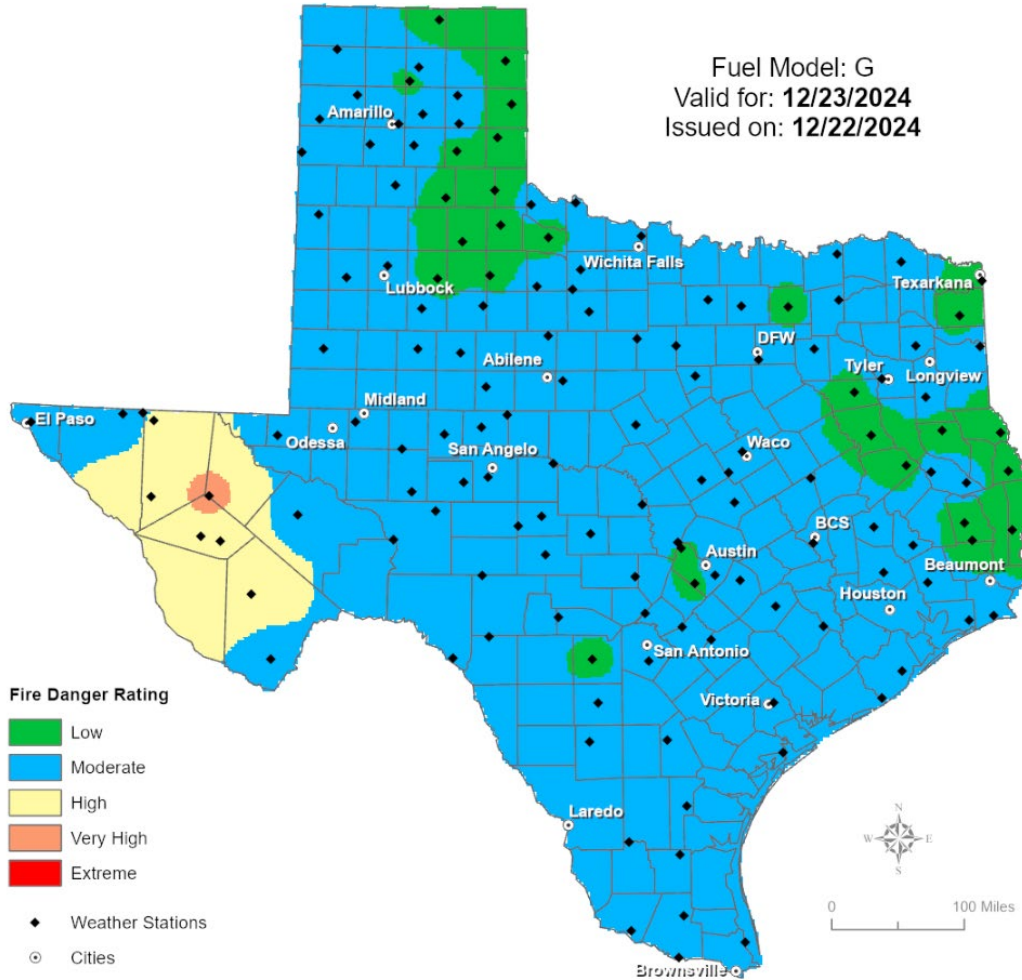 Fuel Model: G
Valid for: 12/23/2024
Issued on: 12/22/2024
Amarillo
Wichita Falls
Lubbock
Texarkana
DFW
Abilene
Tyler
Longview
Midland
El Paso
Odessa
San Angelo
Waco
BCS
Austin
Beaumont
Houston
San Antonio
Victoria
Laredo
Brownsville
Fire Danger Rating
Low
Moderate
High
Very High
Extreme
Weather Stations
Cities
N
W
E
S
0
100 Miles